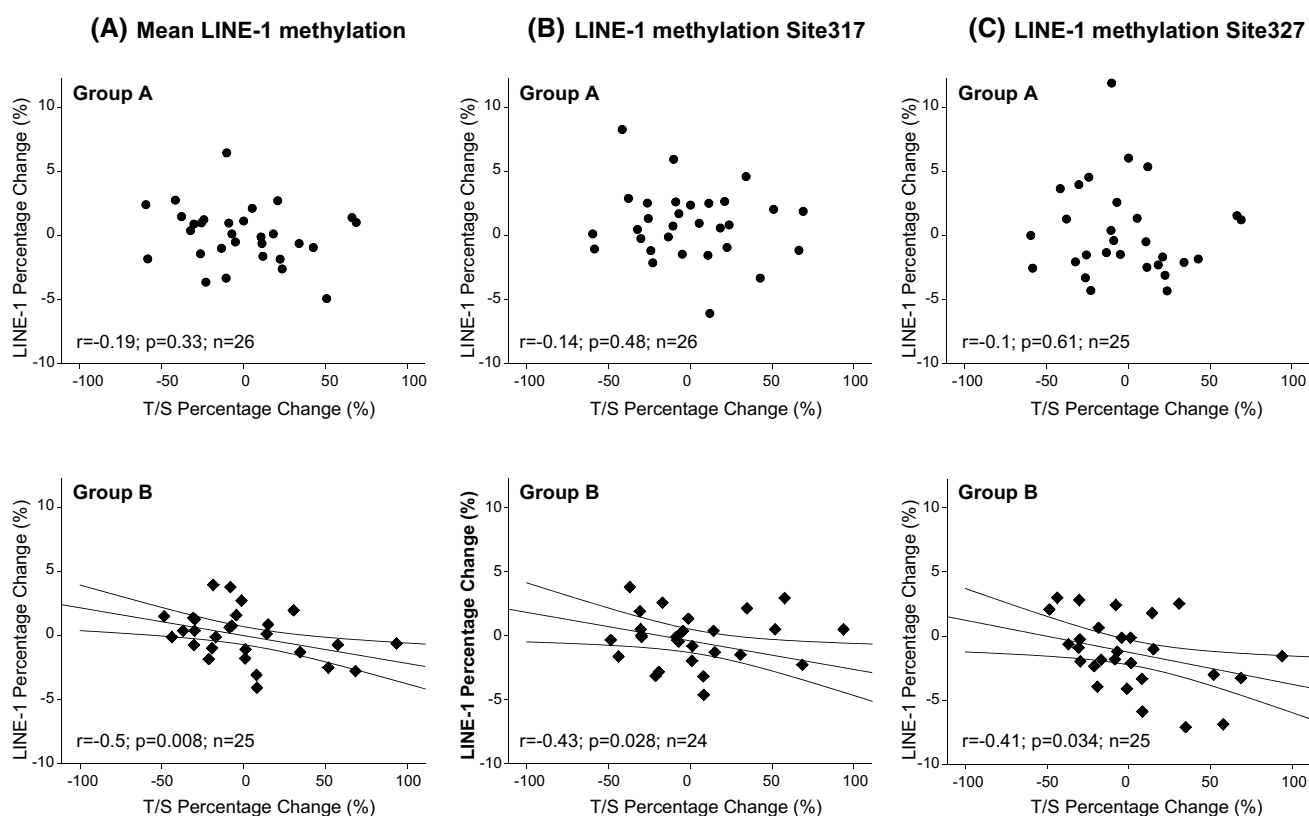 (A) Mean LINE-1 methylation
(B) LINE-1 methylation Site317
(C) LINE-1 methylation Site327
Group A
LINE-1 Percentage Change (%)
10
5
0
-5
-10
r=-0.19; p=0.33; n=26
-100 -50 0 50 100
T/S Percentage Change (%)
Group A
LINE-1 Percentage Change (%)
10
5
0
-5
-10
r=-0.14; p=0.48; n=26
-100 -50 0 50 100
T/S Percentage Change (%)
Group A
LINE-1 Percentage Change (%)
10
5
0
-5
-10
r=-0.1; p=0.61; n=25
-100 -50 0 50 100
T/S Percentage Change (%)
Group B
LINE-1 Percentage Change (%)
10
5
0
-5
-10
r=-0.5; p=0.008; n=25
-100 -50 0 50 100
T/S Percentage Change (%)
Group B
LINE-1 Percentage Change (%)
10
5
0
-5
-10
r=-0.43; p=0.028; n=24
-100 -50 0 50 100
T/S Percentage Change (%)
Group B
LINE-1 Percentage Change (%)
10
5
0
-5
-10
r=-0.41; p=0.034; n=25
-100 -50 0 50 100
T/S Percentage Change (%)